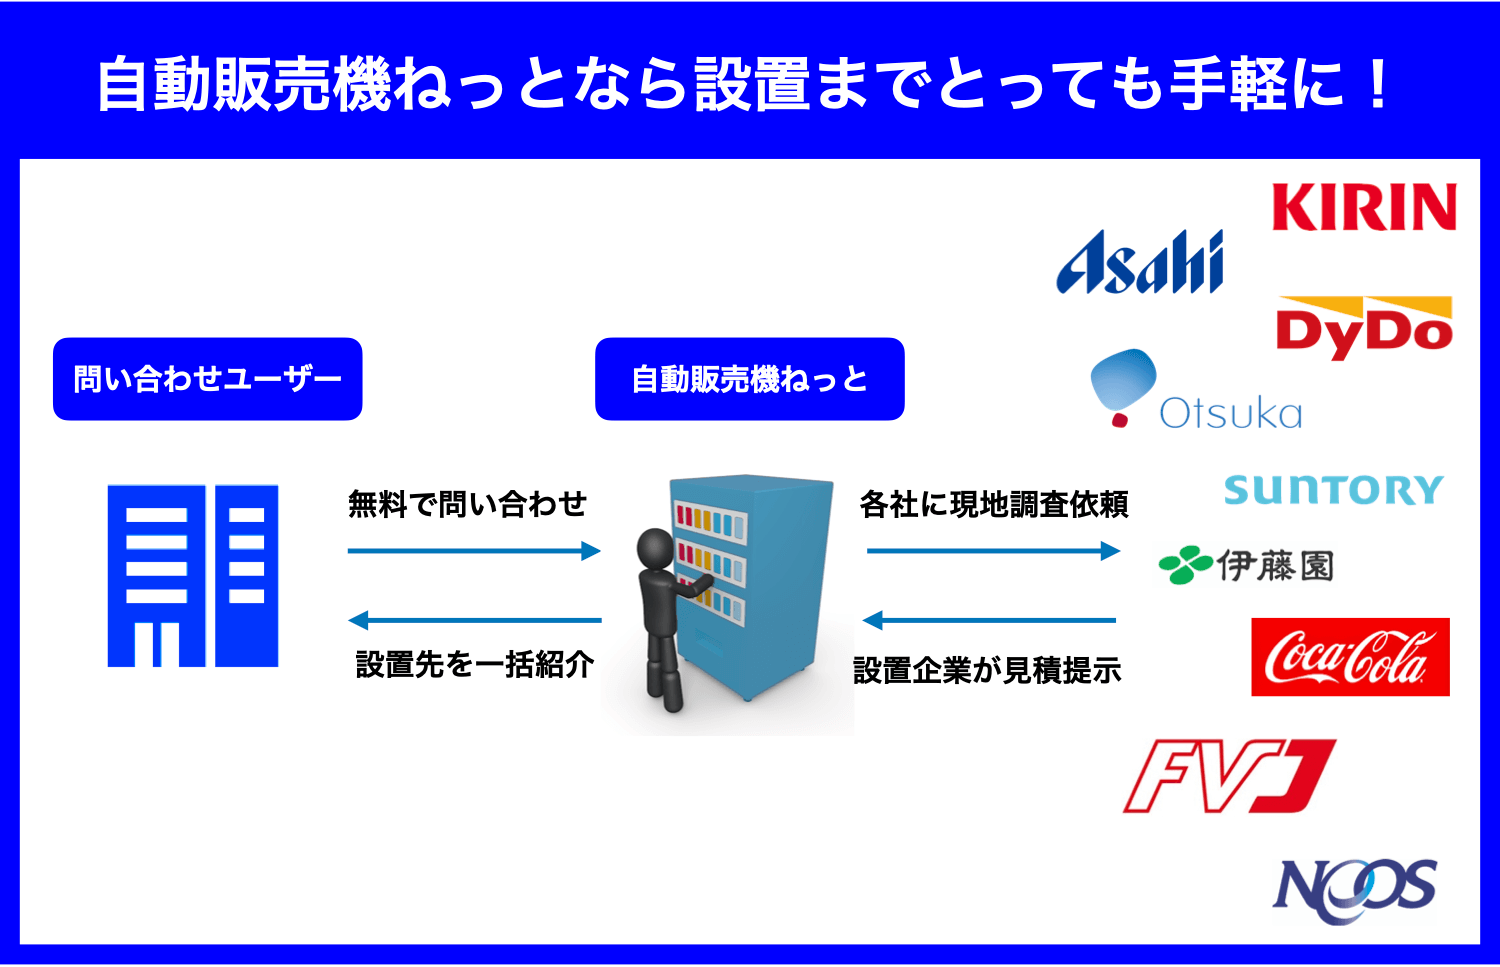 自動販売機ねっとなら設置までとっても手軽に！
KIRIN
Asahi
DyDo
問い合わせユーザー
自動販売機ねっと
Otsuka
無料で問い合わせ
各社に現地調査依頼
SUNTORY
伊藤園
設置先を一括紹介
設置企業が見積提示
Coca-Cola
FVJ
NOOS